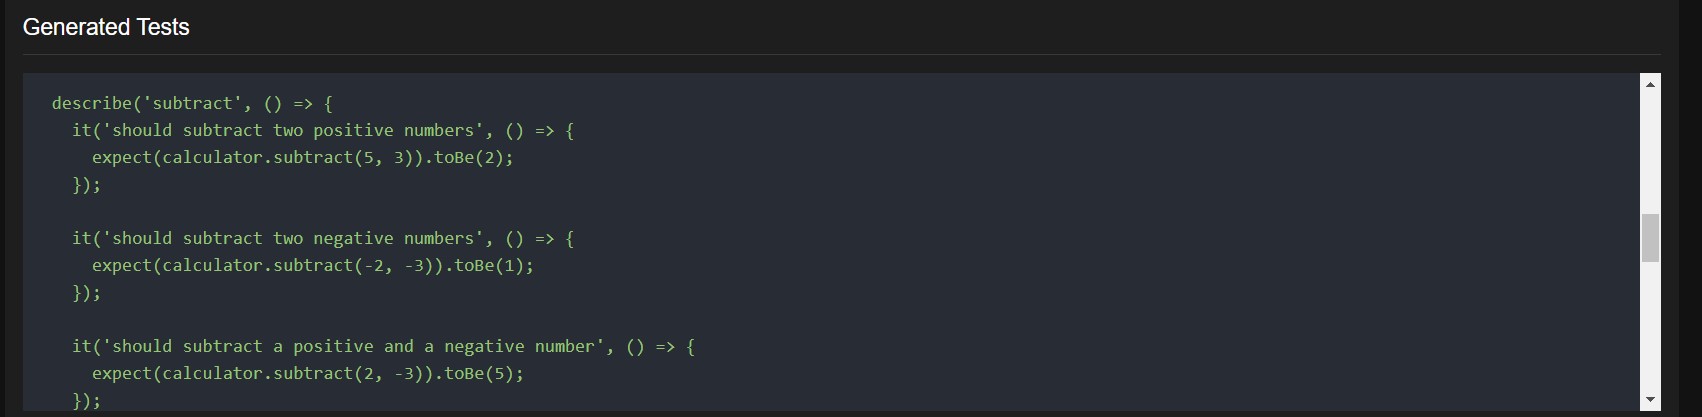 Generated Tests
describe('subtract', () => {
it('should subtract two positive numbers', () => {
expect(calculator.subtract(5, 3)).toBe(2);
});
it('should subtract two negative numbers', () => {
expect(calculator.subtract(-2, -3)).toBe(1);
});
it('should subtract a positive and a negative number', () => {
expect(calculator.subtract(2, -3)).toBe(5);
});